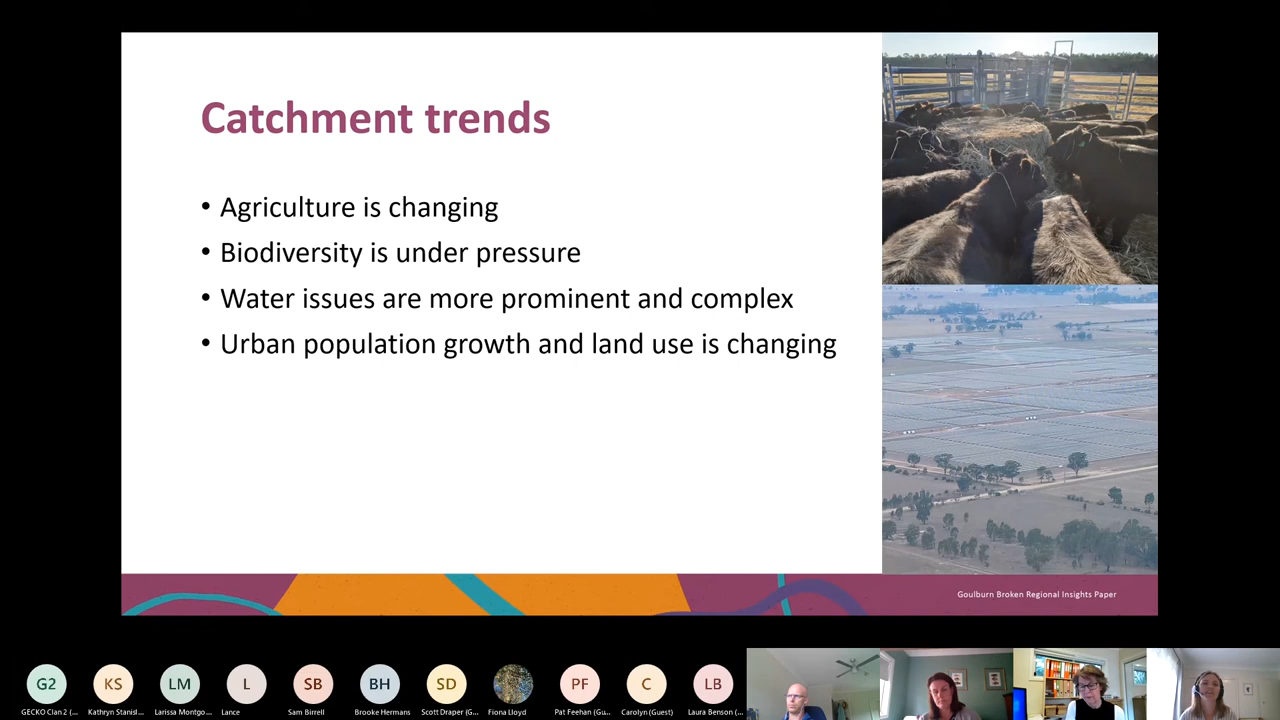 Catchment trends
• Agriculture is changing
• Biodiversity is under pressure
• Water issues are more prominent and complex
• Urban population growth and land use is changing
Goulburn Broken Regional Insights Paper
G2 KS LM L SB BH SD PF C LB
GECKO Clan 2 (... Kathryn Stanisl... Larissa Montgo... Lance Sam Birrell Brooke Hermans Scott Draper (G... Fiona Lloyd Pat Feehan (Gu... Carolyn(Guest) Laura Benson (...